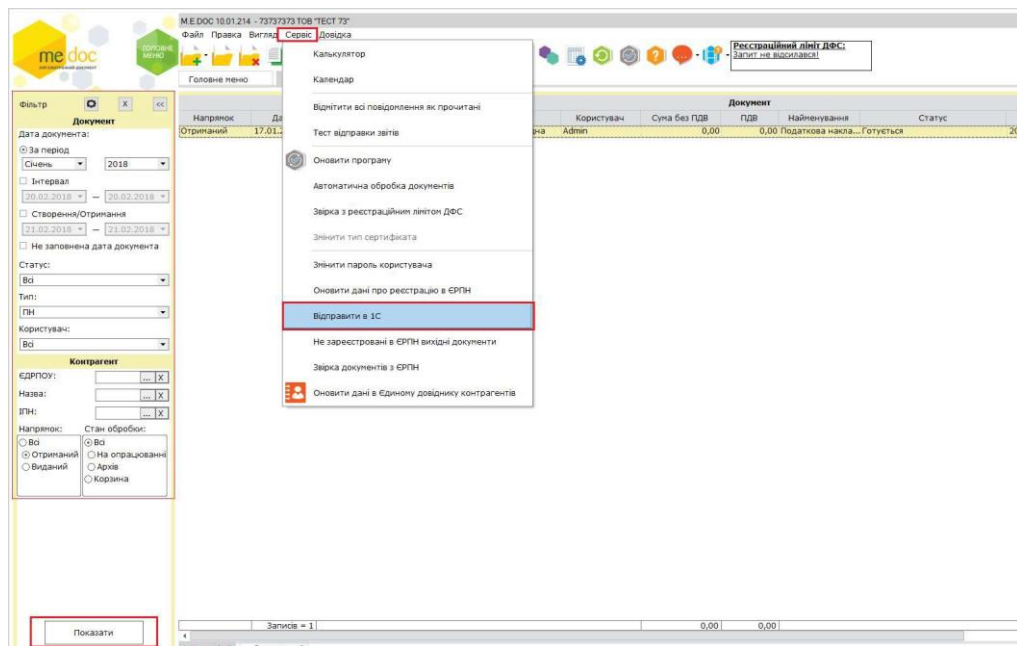 M.E.DOC 10.01.214 - 73737373 ТОВ "ТЕСТ 73"
Файл Правка Вигляд Сервіс Довідка
me doc
ГОЛОВНЕ МЕНЮ
Реєстраційний ліміт ДФС:
Запит не відсилався!
Головне меню
Фільтр X <<
Документ
Дата документа:
За період
Січень 2018
Інтервал
20.02.2018 — 20.02.2018
Створення/Отримання
21.02.2018 — 21.02.2018
Не заповнена дата документа
Статус:
Всі
Тип:
ПН
Користувач:
Всі
Контрагент
ЄДРПОУ: ... X
Назва: ... X
ІПН: ... X
Напрямок: Стан обробки:
Всі Всі
Отриманий На опрацюванні
Виданий Архів
Корзина
Показати
Калькулятор
Календар
Відмітити всі повідомлення як прочитані
Тест відправки звітів
Оновити програму
Автоматична обробка документів
Звірка з реєстраційним лімітом ДФС
Змінити тип сертифіката
Змінити пароль користувача
Оновити дані про реєстрацію в ЄРПН
Відправити в 1С
Не зареєстровані в ЄРПН вихідні документи
Звірка документів з ЄРПН
Оновити дані в Єдиному довіднику контрагентів
Документ
Напрямок Да Користувач Сума без ПДВ ПДВ Найменування Статус
Отриманий 17.01.2 на Admin 0,00 0,00 Податкова накла... Готується 20
Записів = 1 0,00 0,00